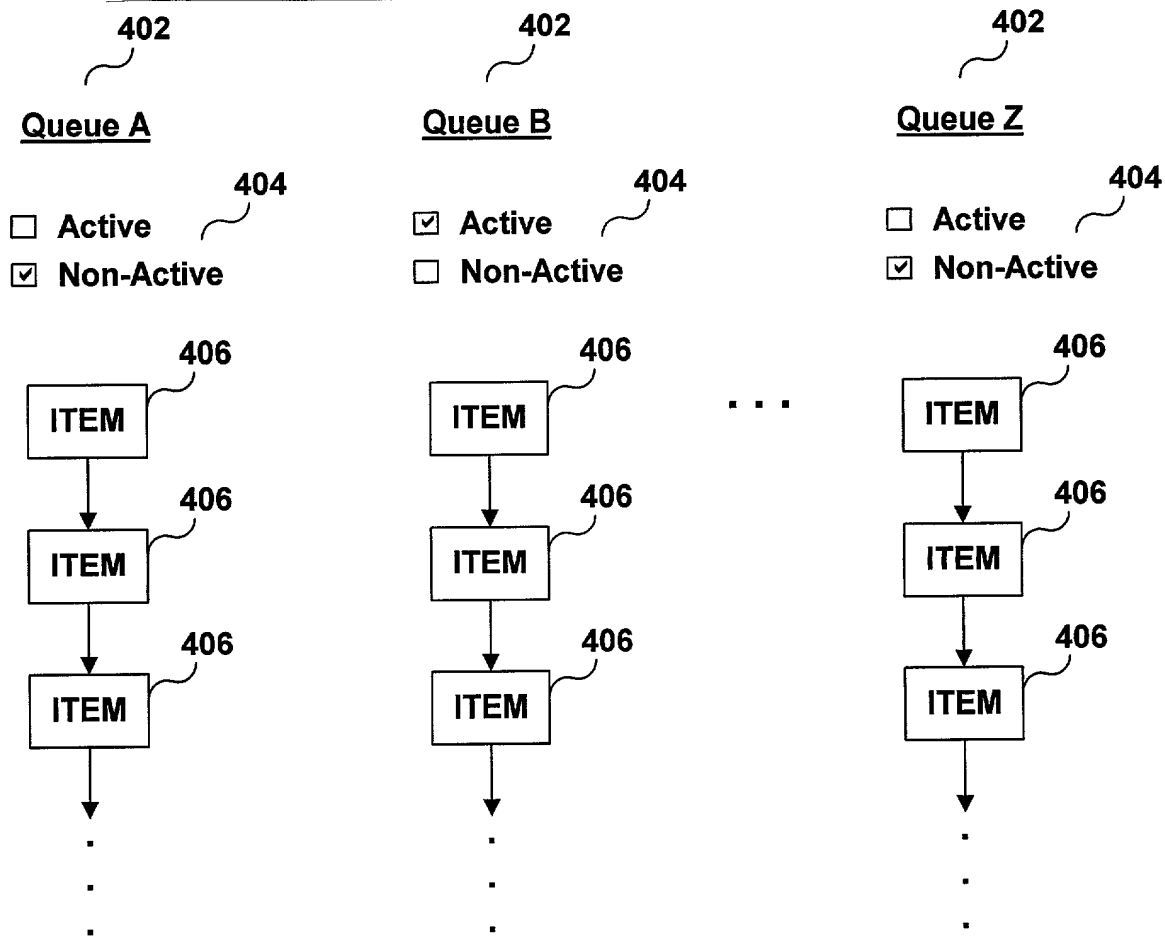 402 402 402
Queue A Queue B Queue Z
404 404 404
Active Active Active
Non-Active Non-Active Non-Active
406 406 406
ITEM ITEM . . . ITEM
406 406 406
ITEM ITEM ITEM
406 406 406
ITEM ITEM ITEM